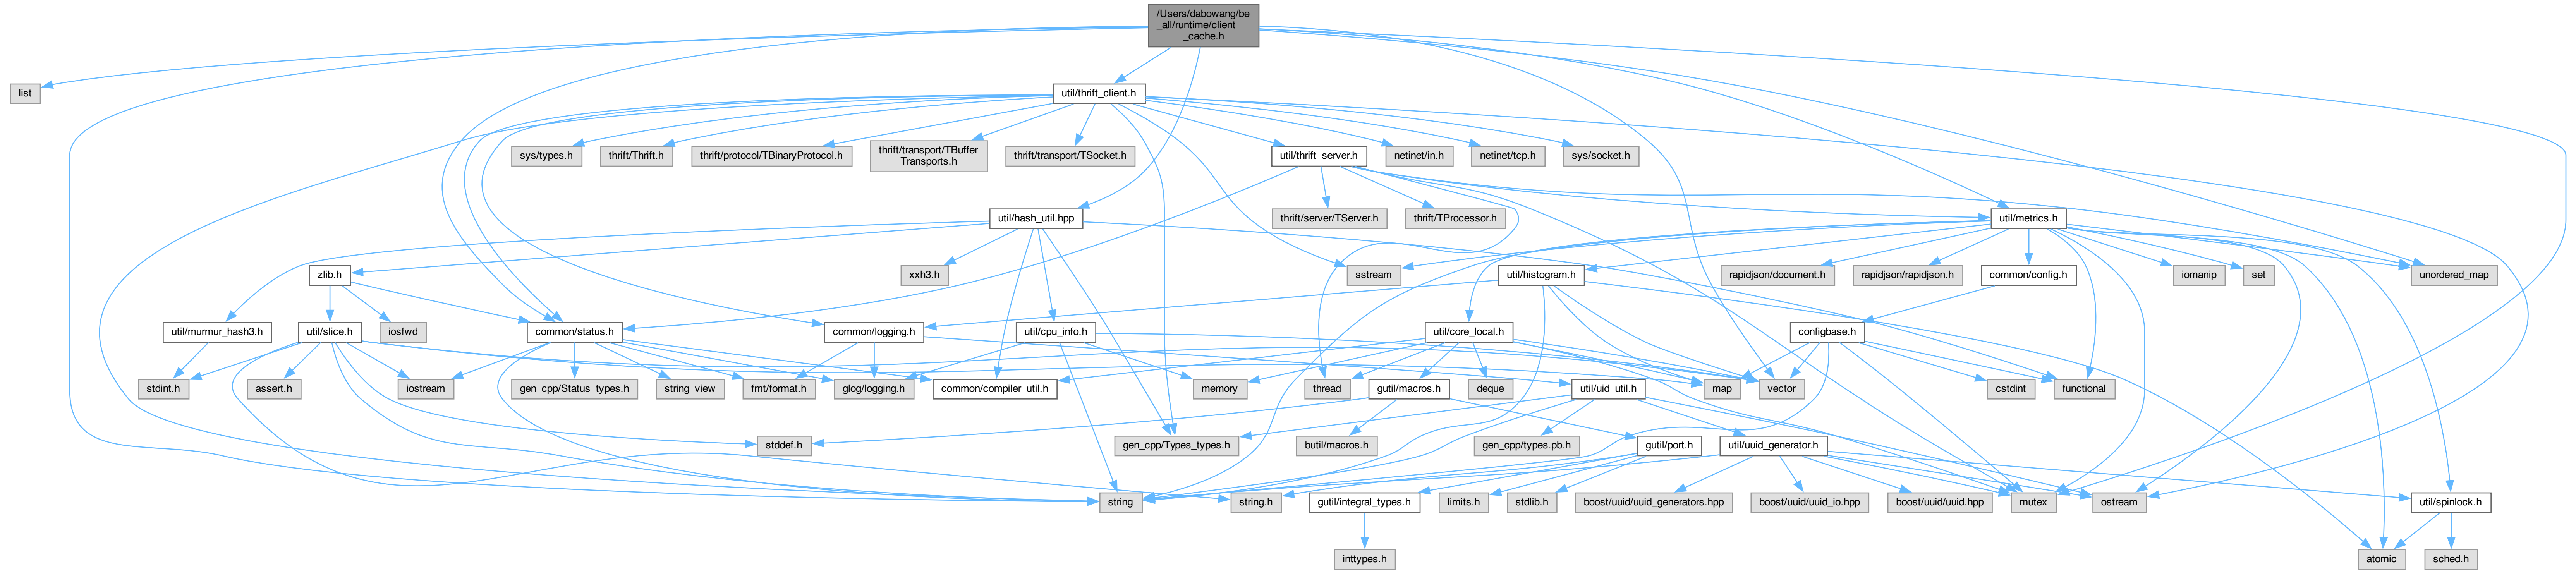 /Users/dabowang/be
_all/runtime/client
_cache.h
list
util/thrift_client.h
sys/types.h
thrift/Thrift.h
thrift/protocol/TBinaryProtocol.h
thrift/transport/TBuffer
Transports.h
thrift/transport/TSocket.h
util/thrift_server.h
netinet/in.h
netinet/tcp.h
sys/socket.h
util/hash_util.hpp
thrift/server/TServer.h
thrift/TProcessor.h
util/metrics.h
zlib.h
xxh3.h
sstream
util/histogram.h
rapidjson/document.h
rapidjson/rapidjson.h
common/config.h
iomanip
set
unordered_map
util/murmur_hash3.h
util/slice.h
iosfwd
common/status.h
common/logging.h
util/cpu_info.h
util/core_local.h
configbase.h
stdint.h
assert.h
iostream
gen_cpp/Status_types.h
string_view
fmt/format.h
glog/logging.h
common/compiler_util.h
memory
thread
gutil/macros.h
deque
util/uid_util.h
map
vector
cstdint
functional
stddef.h
gen_cpp/Types_types.h
butil/macros.h
gen_cpp/types.pb.h
gutil/port.h
util/uuid_generator.h
string
string.h
gutil/integral_types.h
limits.h
stdlib.h
boost/uuid/uuid_generators.hpp
boost/uuid/uuid_io.hpp
boost/uuid/uuid.hpp
mutex
ostream
util/spinlock.h
inttypes.h
atomic
sched.h